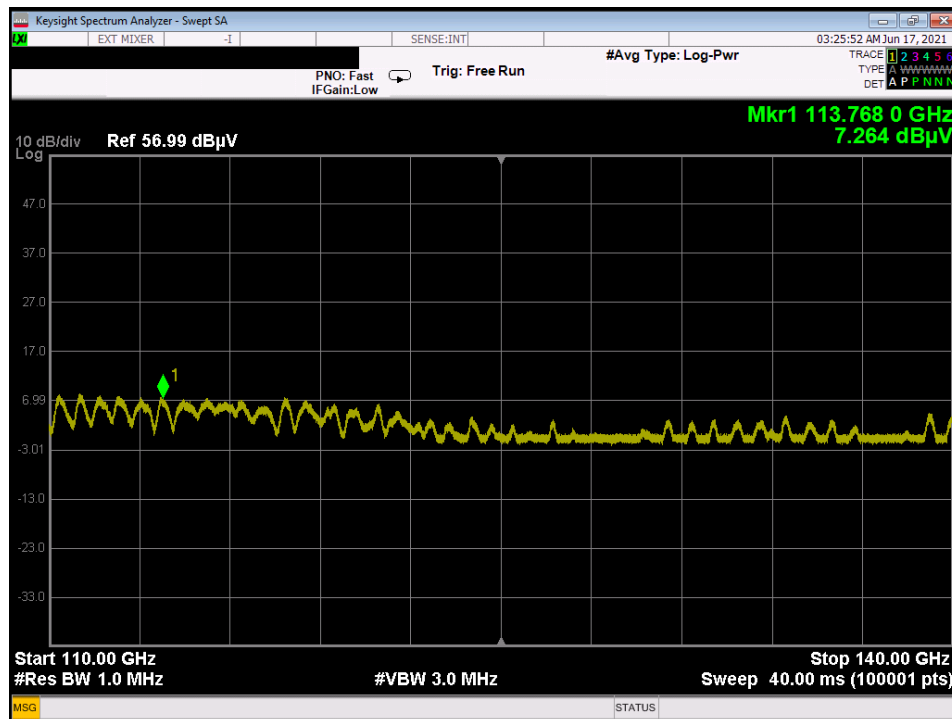 Keysight Spectrum Analyzer - Swept SA
LXI EXT MIXER -I SENSE:INT 03:25:52 AM Jun 17, 2021
#Avg Type: Log-Pwr TRACE 1 2 3 4 5 6
PNO: Fast Trig: Free Run TYPE A WWWWW
IFGain:Low DET A P P N N N
Mkr1 113.768 0 GHz
10 dB/div Ref 56.99 dBµV 7.264 dBµV
Log
47.0
37.0
27.0
17.0
1
6.99
-3.01
-13.0
-23.0
-33.0
Start 110.00 GHz Stop 140.00 GHz
#Res BW 1.0 MHz #VBW 3.0 MHz Sweep 40.00 ms (100001 pts)
MSG STATUS